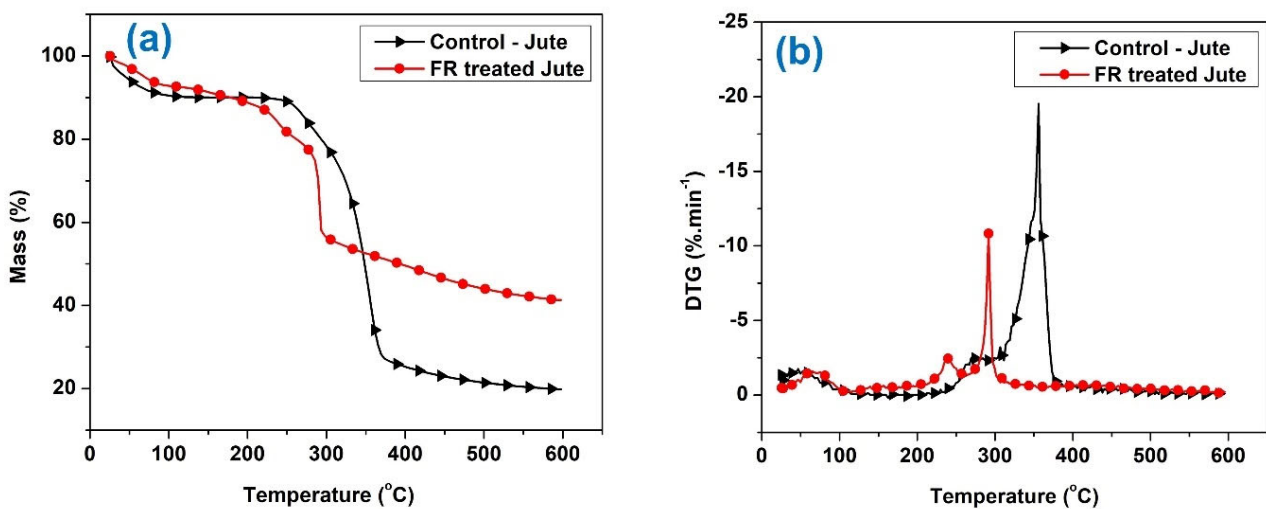 (a)
Control - Jute
FR treated Jute
100
80
60
40
20
0 100 200 300 400 500 600
Mass (%)
Temperature (°C)
(b)
Control - Jute
FR treated Jute
-25
-20
-15
-10
-5
0
0 100 200 300 400 500 600
DTG (%.min⁻¹)
Temperature (°C)